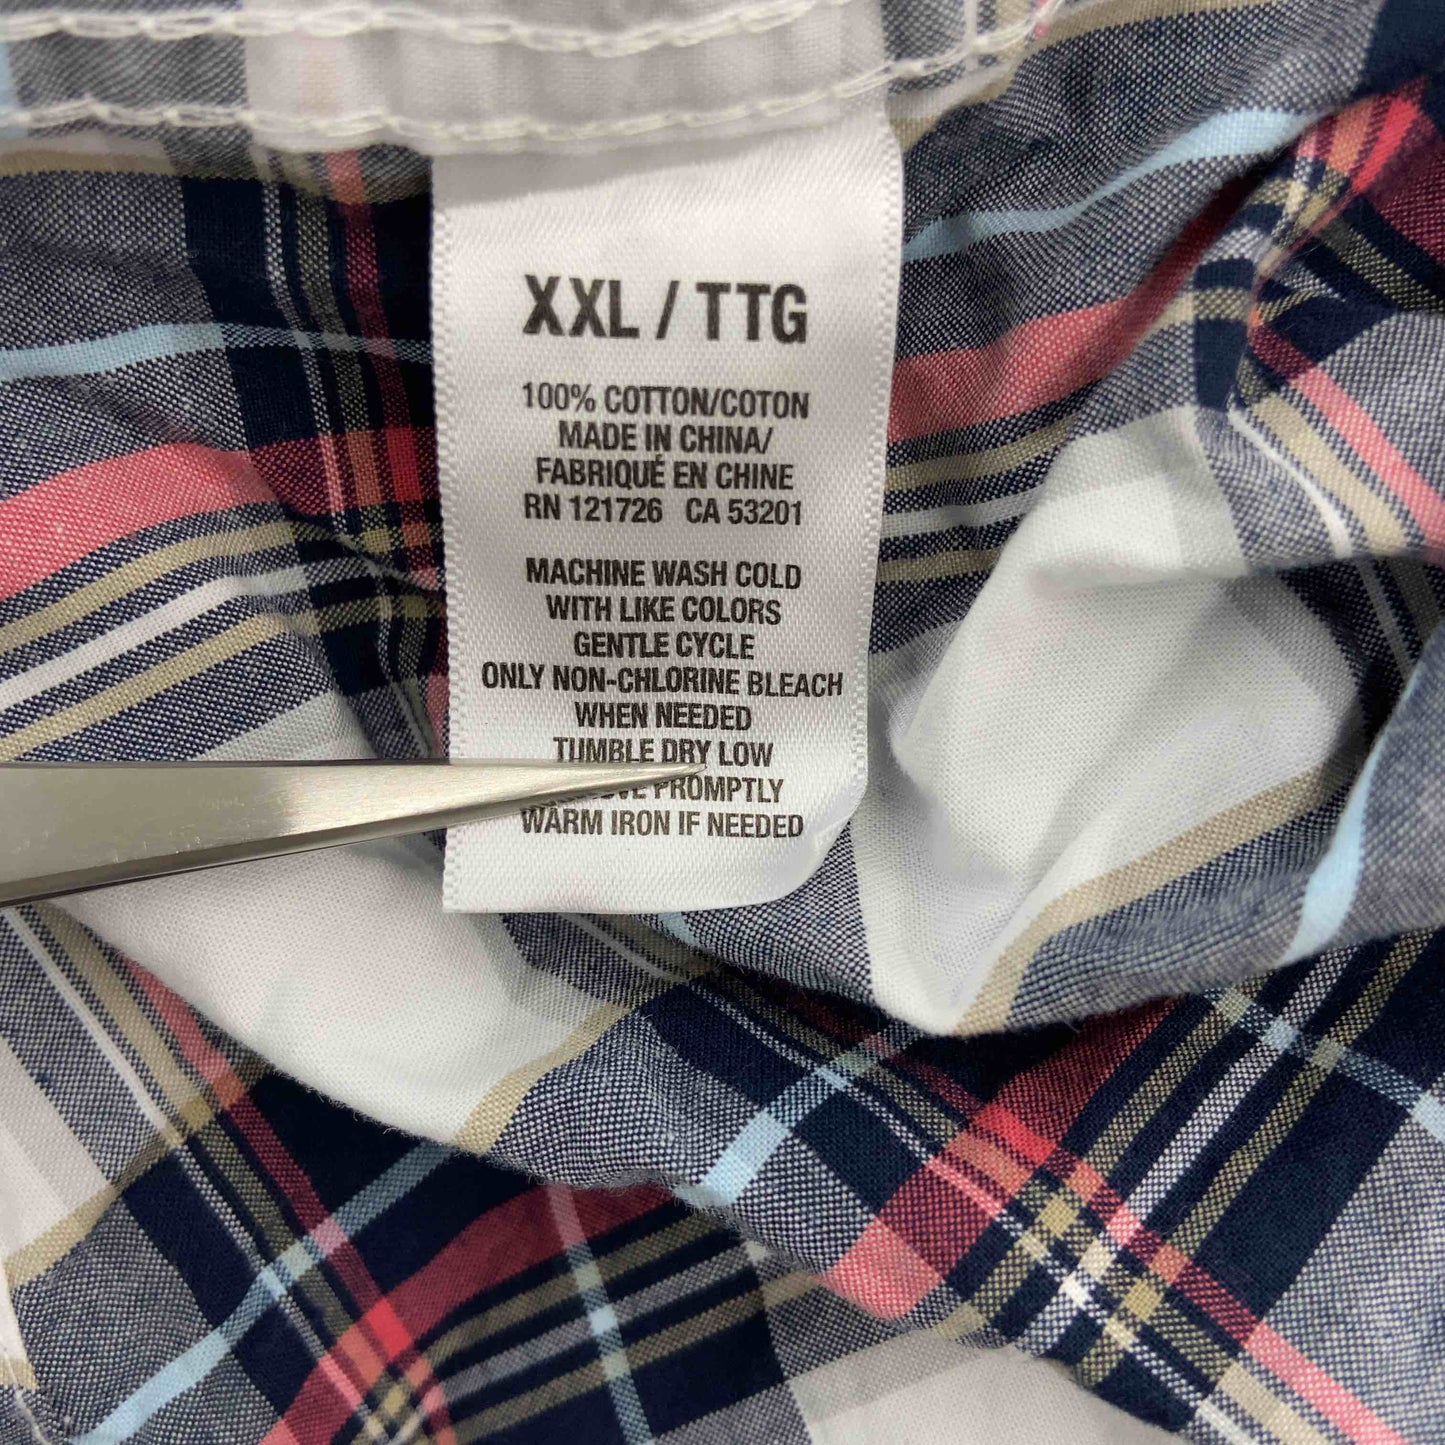 XXL / TTG
100% COTTON/COTON
MADE IN CHINA/
FABRIQUÉ EN CHINE
RN 121726 CA 53201
MACHINE WASH COLD
WITH LIKE COLORS
GENTLE CYCLE
ONLY NON-CHLORINE BLEACH
WHEN NEEDED
TUMBLE DRY LOW
PROMPTLY
WARM IRON IF NEEDED